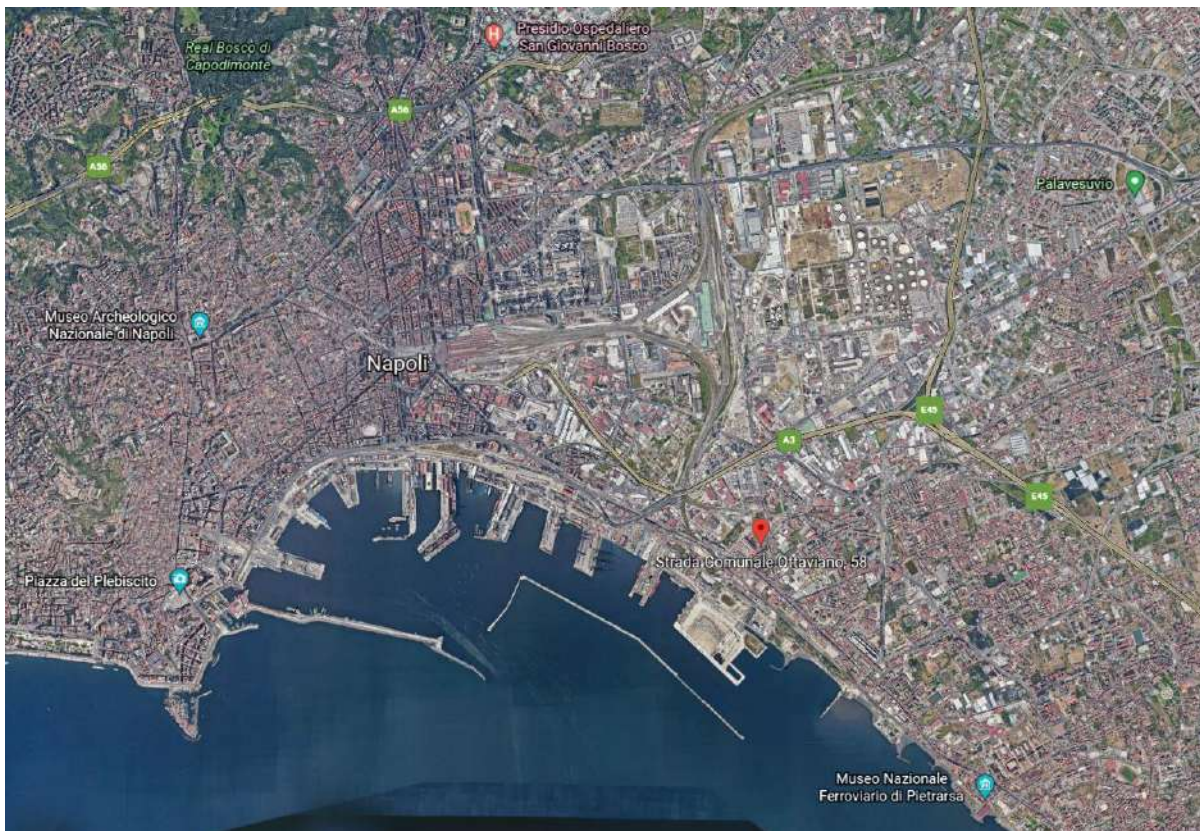 Presidio Ospedaliero
San Giovanni Bosco
H
Real Bosco di
Capodimonte
A56
A56
Palavesuvio
Museo Archeologico
Nazionale di Napoli
Napoli
E45
A3
E45
Strada Comunale Ottaviano, 58
Piazza del Plebiscito
Museo Nazionale
Ferroviario di Pietrarsa